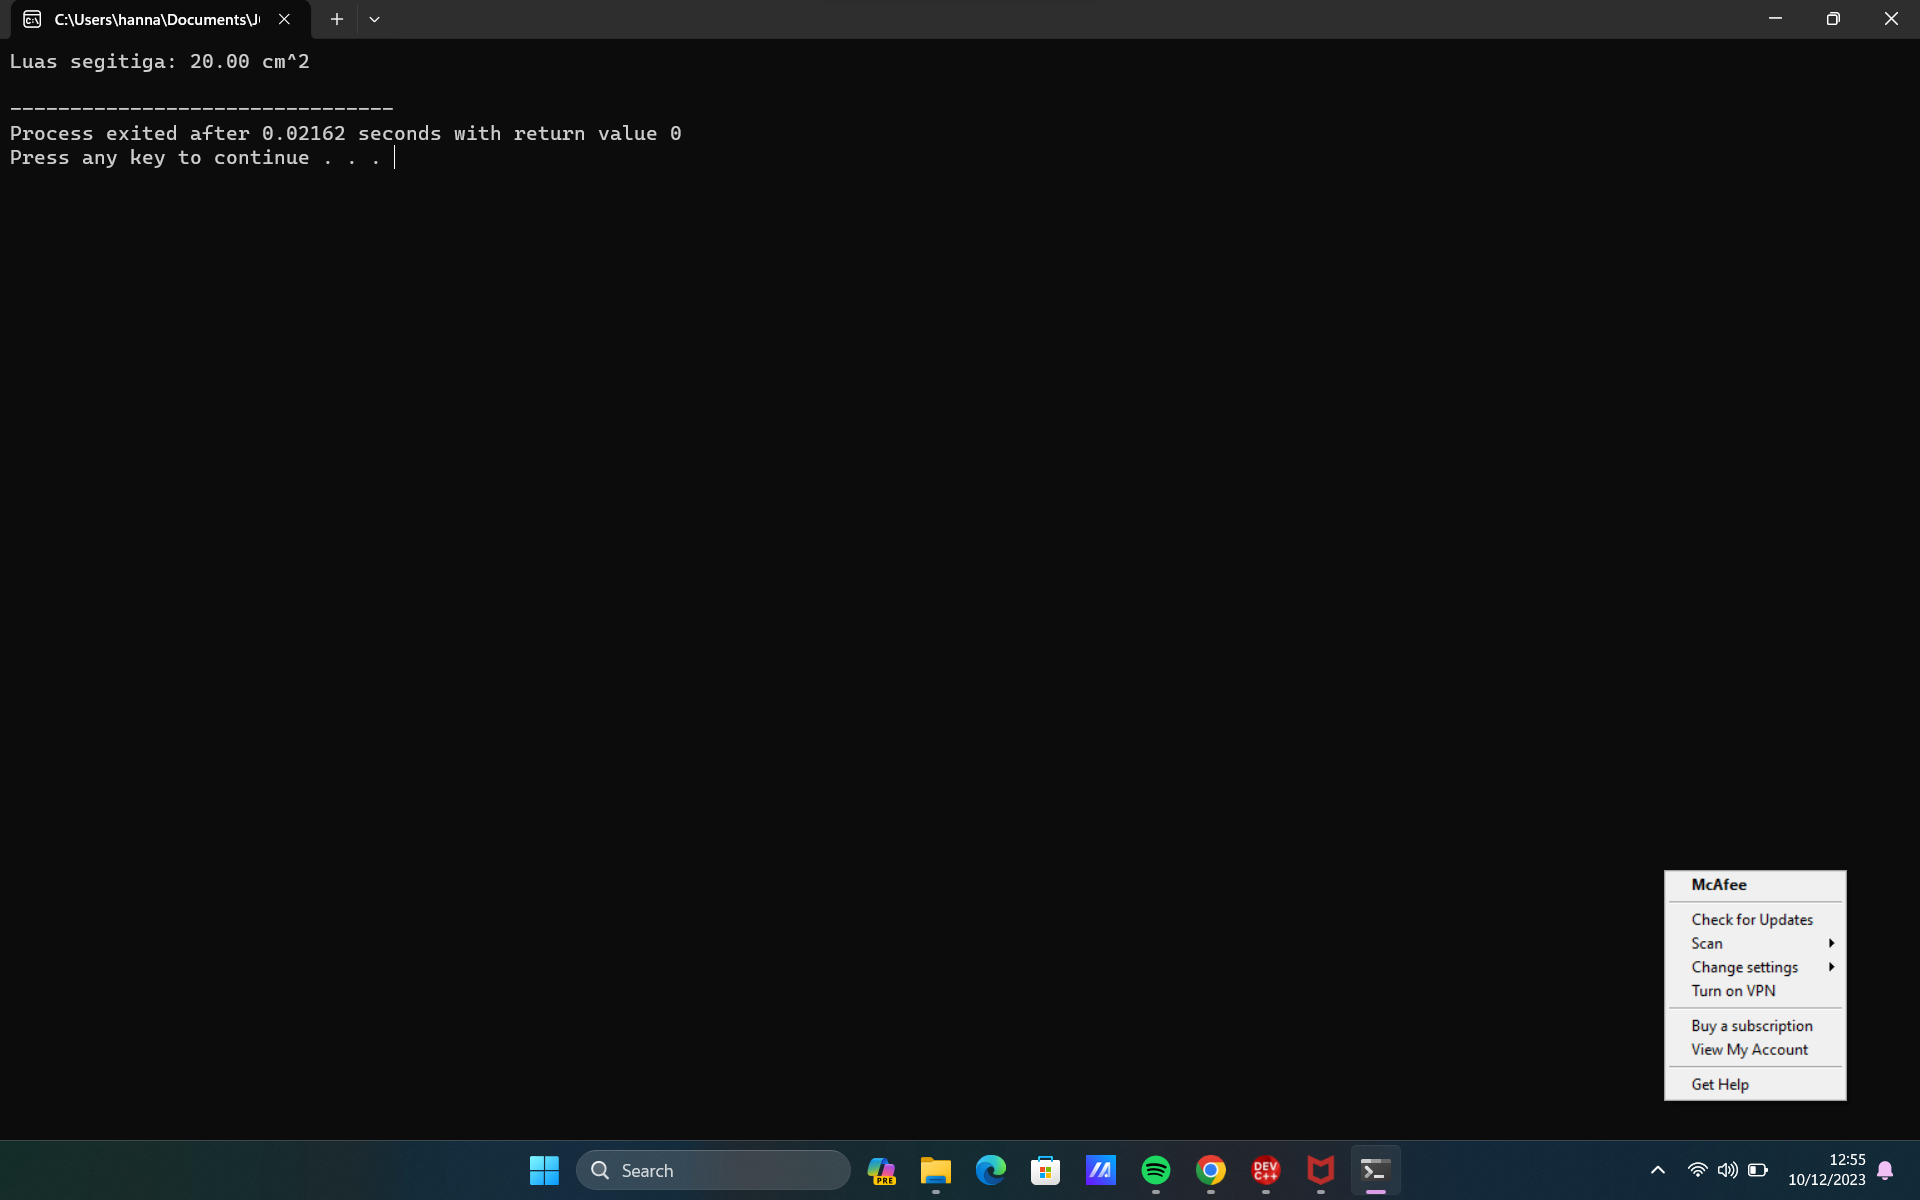 C:\Users\hanna\Documents\J
Luas segitiga: 20.00 cm^2
--------------------------------
Process exited after 0.02162 seconds with return value 0
Press any key to continue . . .
McAfee
Check for Updates
Scan
Change settings
Turn on VPN
Buy a subscription
View My Account
Get Help
Search
PRE
DEV
C++
12:55
10/12/2023